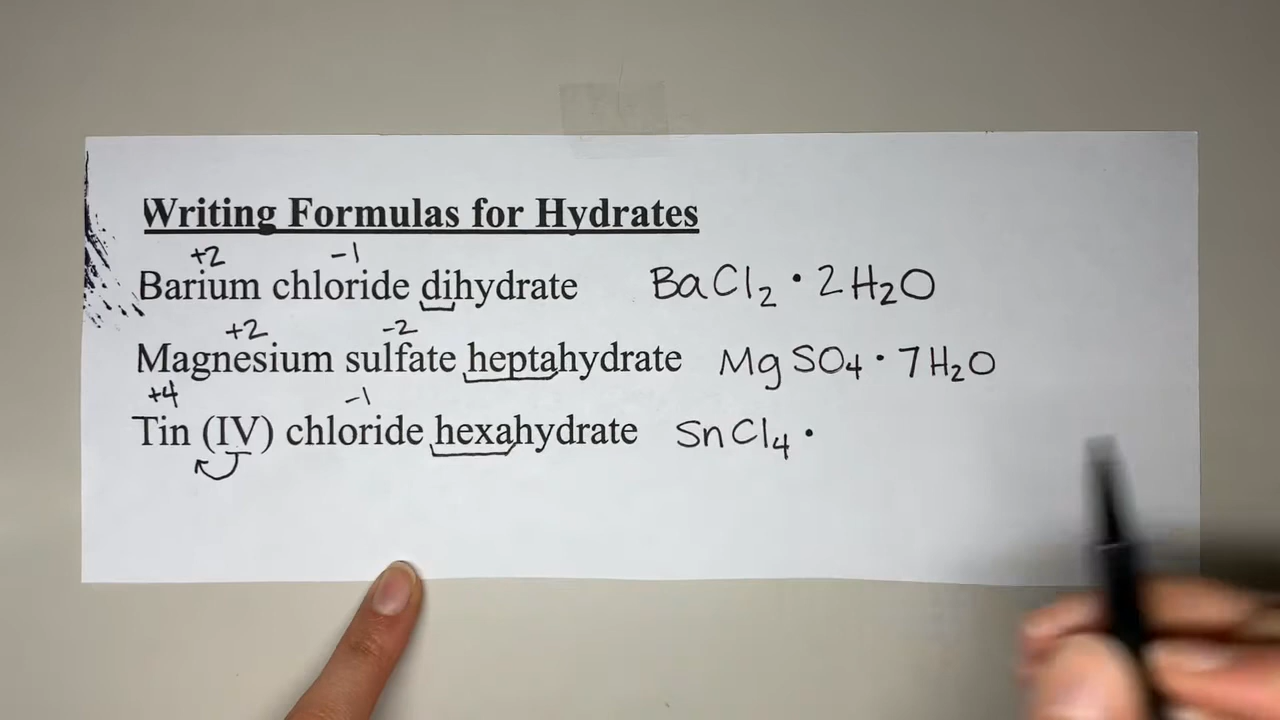 Writing Formulas for Hydrates
+2 -1
Barium chloride dihydrate BaCl₂ · 2H₂O
+2 -2
Magnesium sulfate heptahydrate MgSO₄ · 7H₂O
+4 -1
Tin (IV) chloride hexahydrate SnCl₄ ·